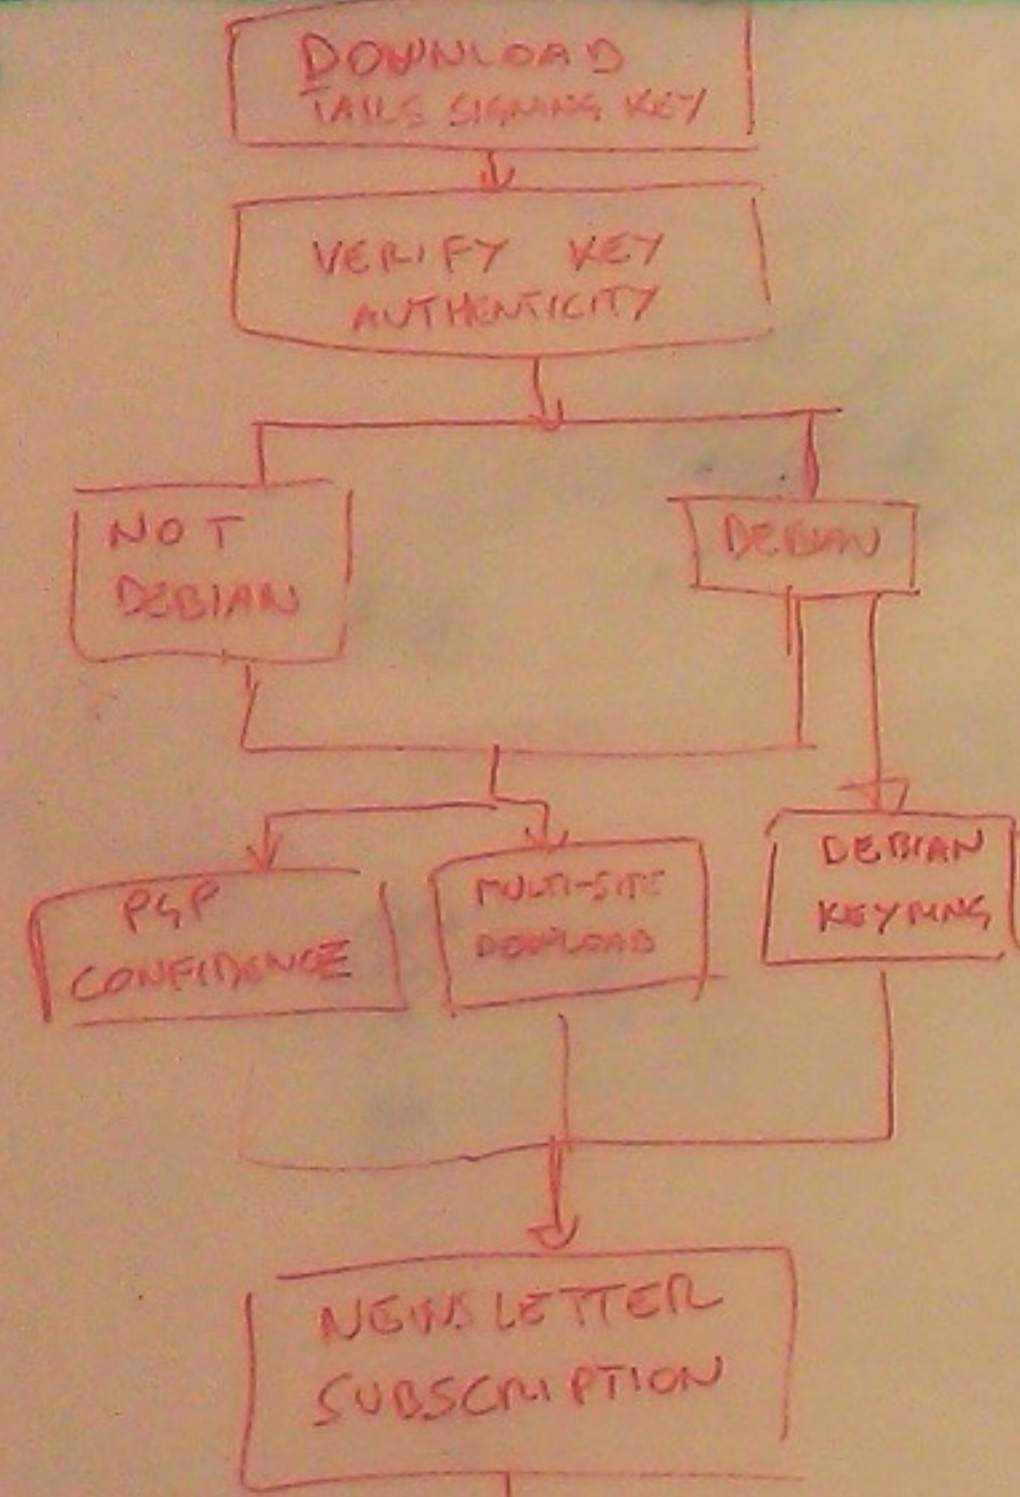 DOWNLOAD
TAILS SIGNING KEY
VERIFY KEY
AUTHENTICITY
NOT
DEBIAN
DEBIAN
PGP
CONFIDENCE
MULTI-SITE
DOWNLOAD
DEBIAN
KEYRING
NEWSLETTER
SUBSCRIPTION